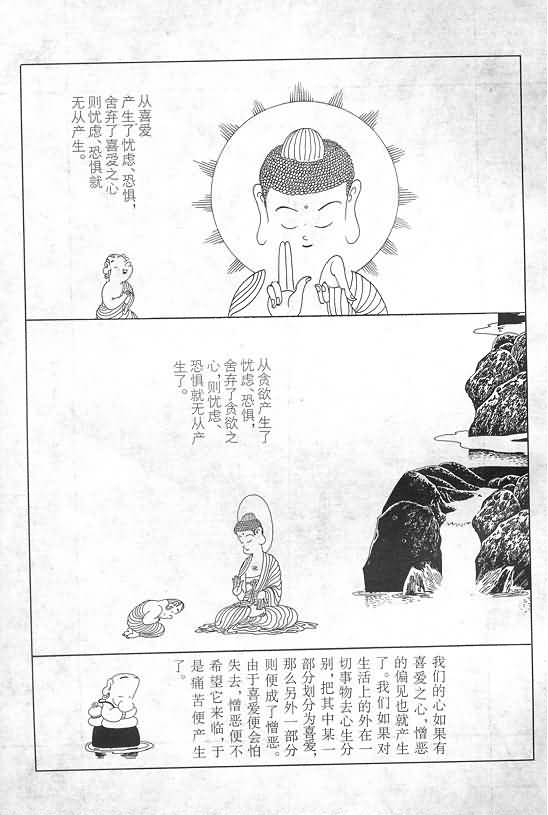 从喜爱
产生了忧虑、恐惧，
舍弃了喜爱之心
则忧虑、恐惧就
无从产生。
从贪欲产生了
忧虑、恐惧，
舍弃了贪欲之
心，则忧虑、
恐惧就无从产
生了。
我们的心如果有
喜爱之心、憎恶
的偏见也就产生
了。我们如果对
生活上的外在一
切事物去心生分
别，把其中某一
部分划分为喜爱，
那么另外一部分
则便成了憎恶。
由于喜爱便会怕
失去，憎恶便不
希望它来临，于
是痛苦便产生
了。